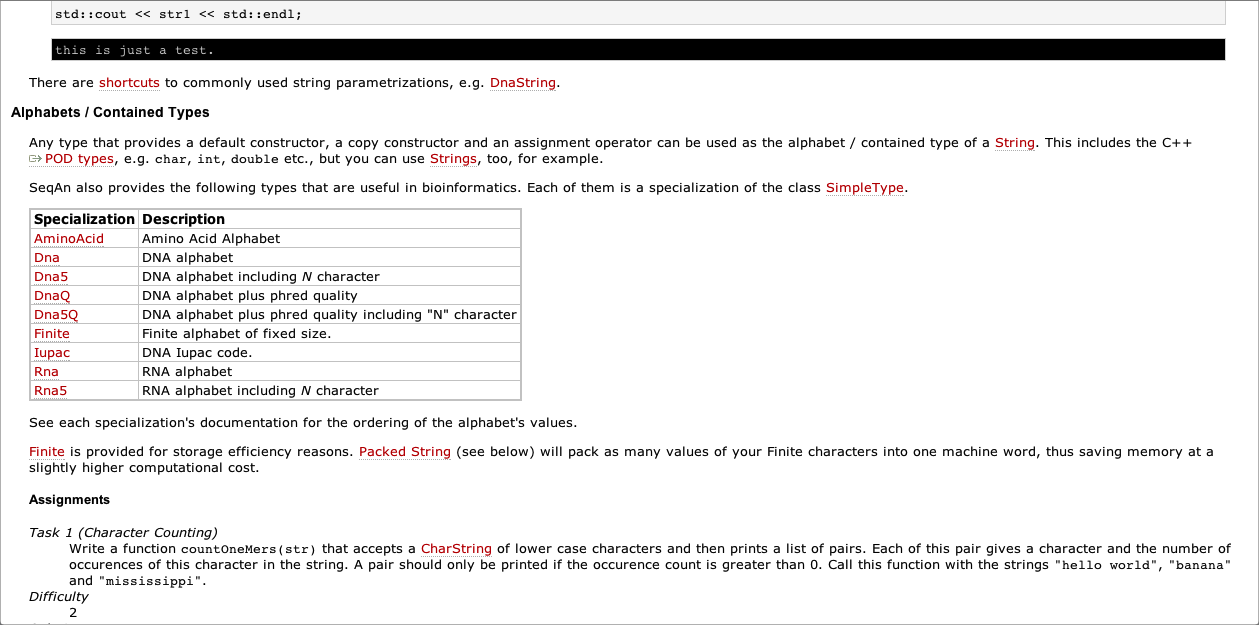 std::cout << str1 << std::endl;
this is just a test.
There are shortcuts to commonly used string parametrizations, e.g. DnaString.
Alphabets / Contained Types
Any type that provides a default constructor, a copy constructor and an assignment operator can be used as the alphabet / contained type of a String. This includes the C++
POD types, e.g. char, int, double etc., but you can use Strings, too, for example.
SeqAn also provides the following types that are useful in bioinformatics. Each of them is a specialization of the class SimpleType.
Specialization Description
AminoAcid Amino Acid Alphabet
Dna DNA alphabet
Dna5 DNA alphabet including N character
DnaQ DNA alphabet plus phred quality
Dna5Q DNA alphabet plus phred quality including "N" character
Finite Finite alphabet of fixed size.
Iupac DNA Iupac code.
Rna RNA alphabet
Rna5 RNA alphabet including N character
See each specialization's documentation for the ordering of the alphabet's values.
Finite is provided for storage efficiency reasons. Packed String (see below) will pack as many values of your Finite characters into one machine word, thus saving memory at a
slightly higher computational cost.
Assignments
Task 1 (Character Counting)
Write a function countOneMers(str) that accepts a CharString of lower case characters and then prints a list of pairs. Each of this pair gives a character and the number of
occurences of this character in the string. A pair should only be printed if the occurence count is greater than 0. Call this function with the strings "hello world", "banana"
and "mississippi".
Difficulty
2